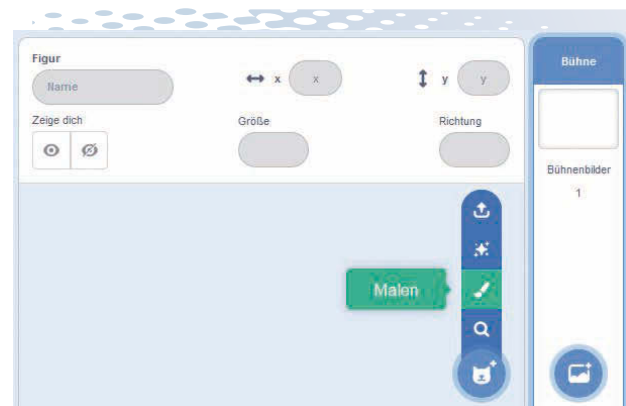 Figur
Name
x
x
y
y
Zeige dich
Größe
Richtung
Malen
Bühne
Bühnenbilder
1